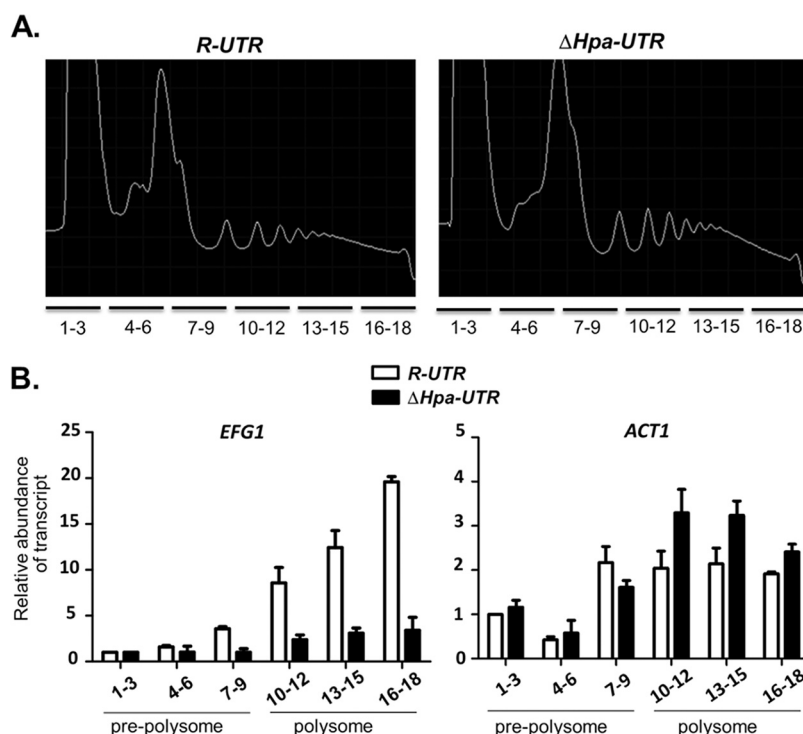 A.
R-UTR
ΔHpa-UTR
1-3 4-6 7-9 10-12 13-15 16-18
1-3 4-6 7-9 10-12 13-15 16-18
B.
R-UTR
ΔHpa-UTR
EFG1
Relative abundance
of transcript
25
20
15
10
5
0
1-3 4-6 7-9 10-12 13-15 16-18
pre-polysome polysome
ACT1
5
4
3
2
1
0
1-3 4-6 7-9 10-12 13-15 16-18
pre-polysome polysome